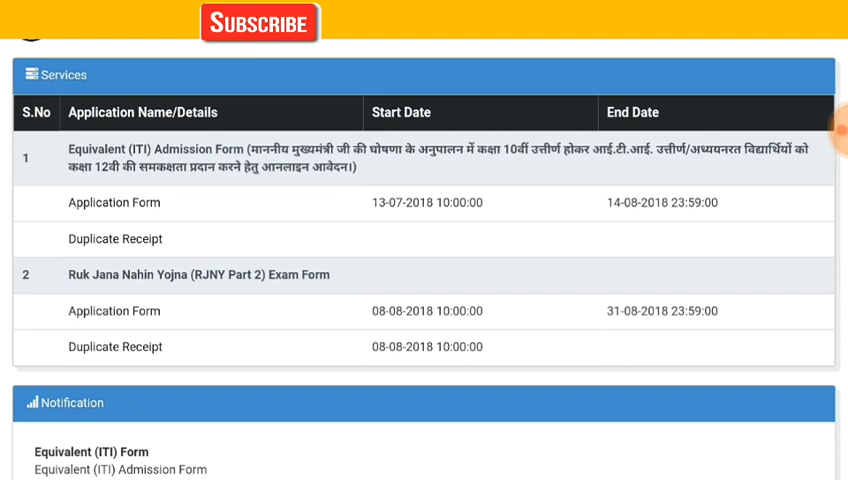 SUBSCRIBE
Services
S.No Application Name/Details Start Date End Date
1 Equivalent (ITI) Admission Form (माननीय मुख्यमंत्री जी की घोषणा के अनुपालन में कक्षा 10वीं उत्तीर्ण होकर आई.टी.आई. उत्तीर्ण/अध्ययनरत विद्यार्थियों को
कक्षा 12वी की समकक्षता प्रदान करने हेतु आनलाइन आवेदन।)
Application Form 13-07-2018 10:00:00 14-08-2018 23:59:00
Duplicate Receipt
2 Ruk Jana Nahin Yojna (RJNY Part 2) Exam Form
Application Form 08-08-2018 10:00:00 31-08-2018 23:59:00
Duplicate Receipt 08-08-2018 10:00:00
Notification
Equivalent (ITI) Form
Equivalent (ITI) Admission Form